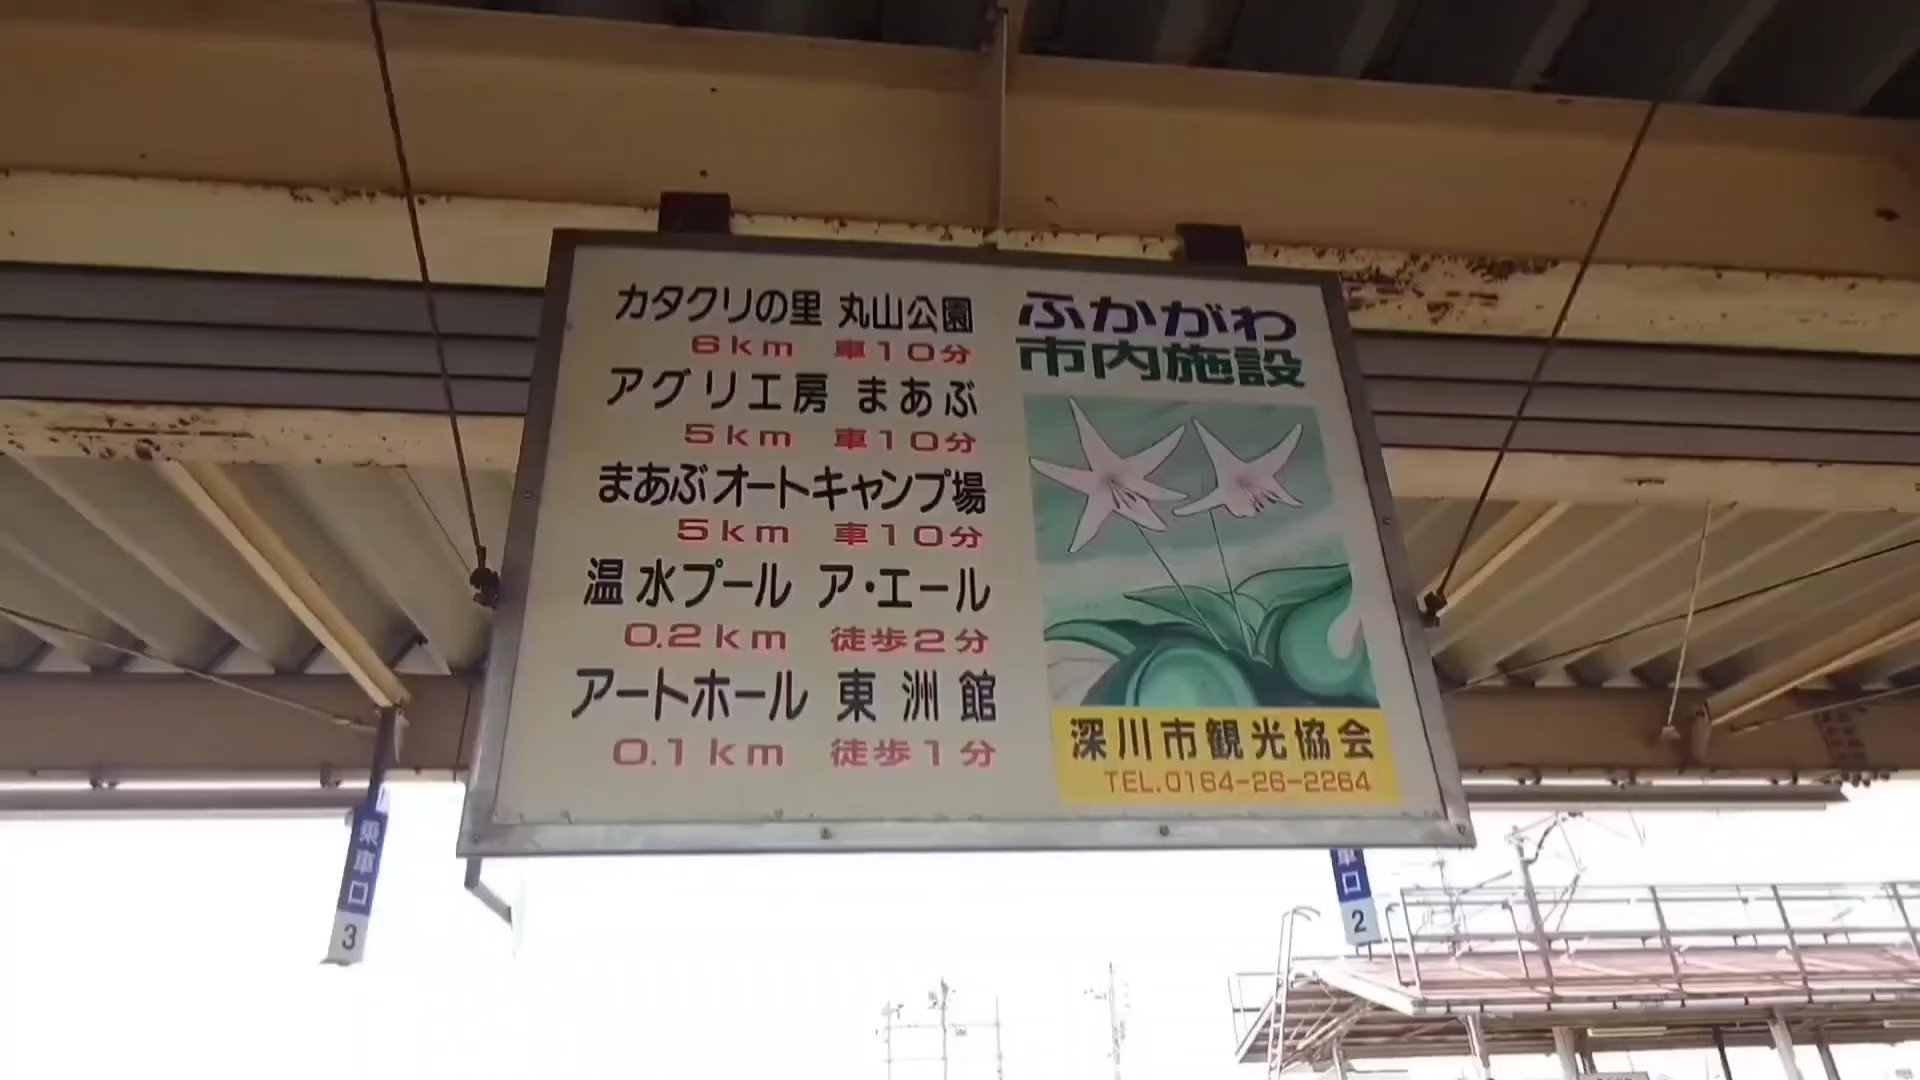 カタクリの里 丸山公園
6km 車10分
アグリ工房 まあぶ
5km 車10分
まあぶオートキャンプ場
5km 車10分
温水プール ア・エール
0.2km 徒歩2分
アートホール 東洲館
0.1km 徒歩1分
ふかがわ
市内施設
深川市観光協会
TEL.0164-26-2264
乗車口
3
車口
2